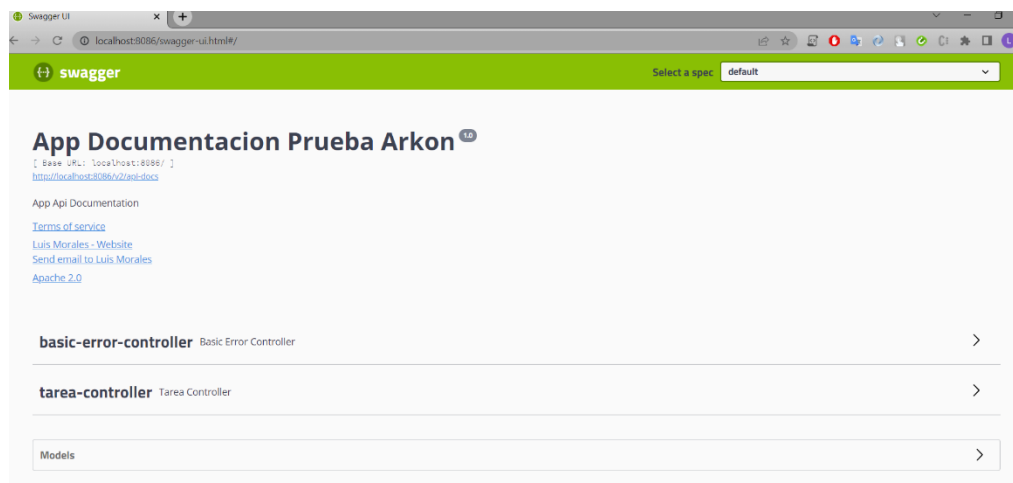 Swagger UI
localhost:8086/swagger-ui.html#/
swagger
Select a spec default
App Documentacion Prueba Arkon 1.0
[ Base URL: localhost:8086/ ]
http://localhost:8086/v2/api-docs
App Api Documentation
Terms of service
Luis Morales - Website
Send email to Luis Morales
Apache 2.0
basic-error-controller Basic Error Controller
tarea-controller Tarea Controller
Models